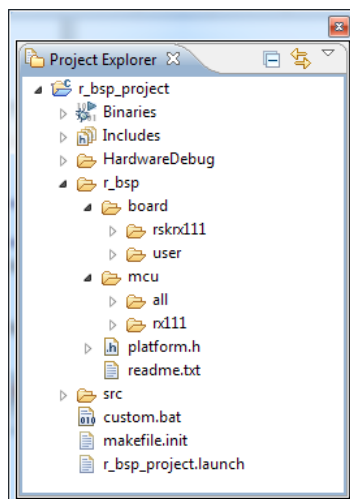 Project Explorer
r_bsp_project
Binaries
Includes
HardwareDebug
r_bsp
board
rskrx111
user
mcu
all
rx111
platform.h
readme.txt
src
custom.bat
makefile.init
r_bsp_project.launch